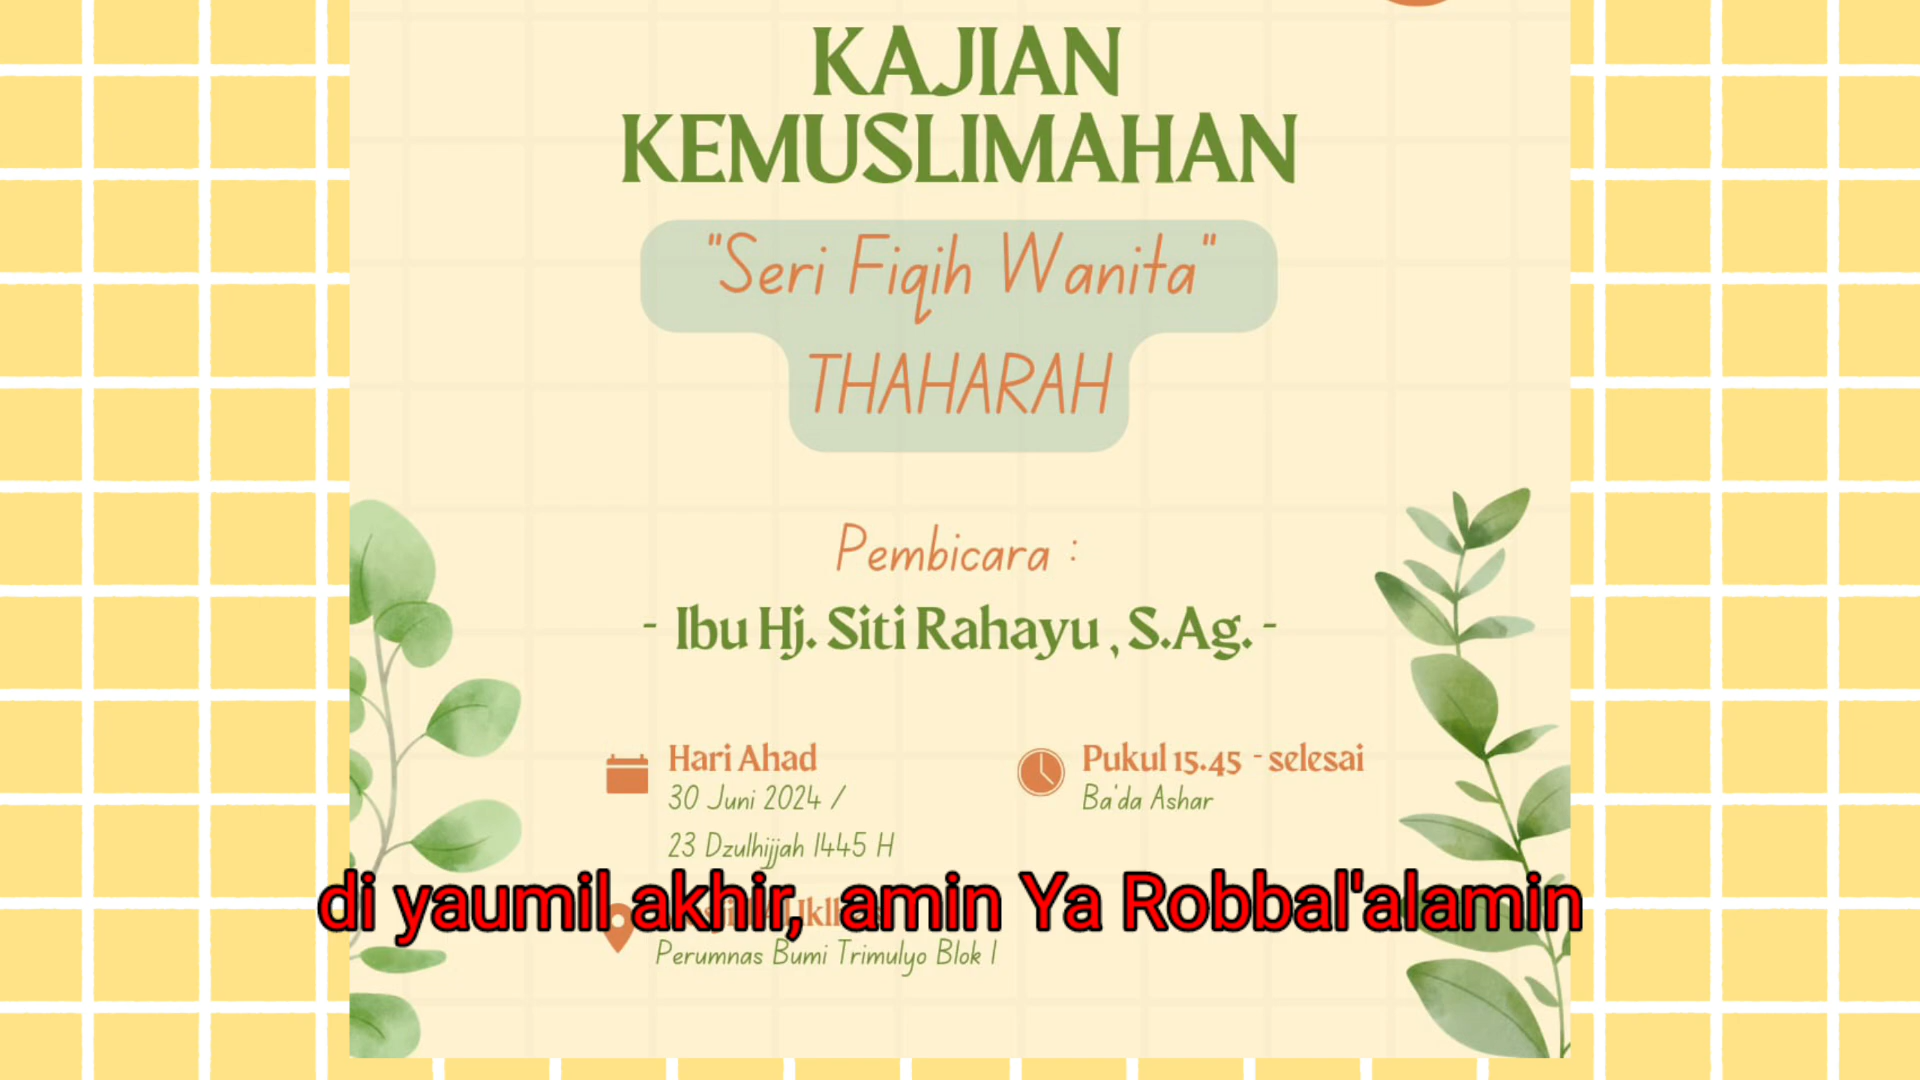 KAJIAN
KEMUSLIMAHAN
"Seri Fiqih Wanita"
THAHARAH
Pembicara :
- Ibu Hj. Siti Rahayu , S.Ag. -
Hari Ahad
30 Juni 2024 /
23 Dzulhijjah 1445 H
Pukul 15.45 - selesai
Ba'da Ashar
di yaumil akhir, amin Ya Robbal'alamin
Perumnas Bumi Trimulyo Blok I